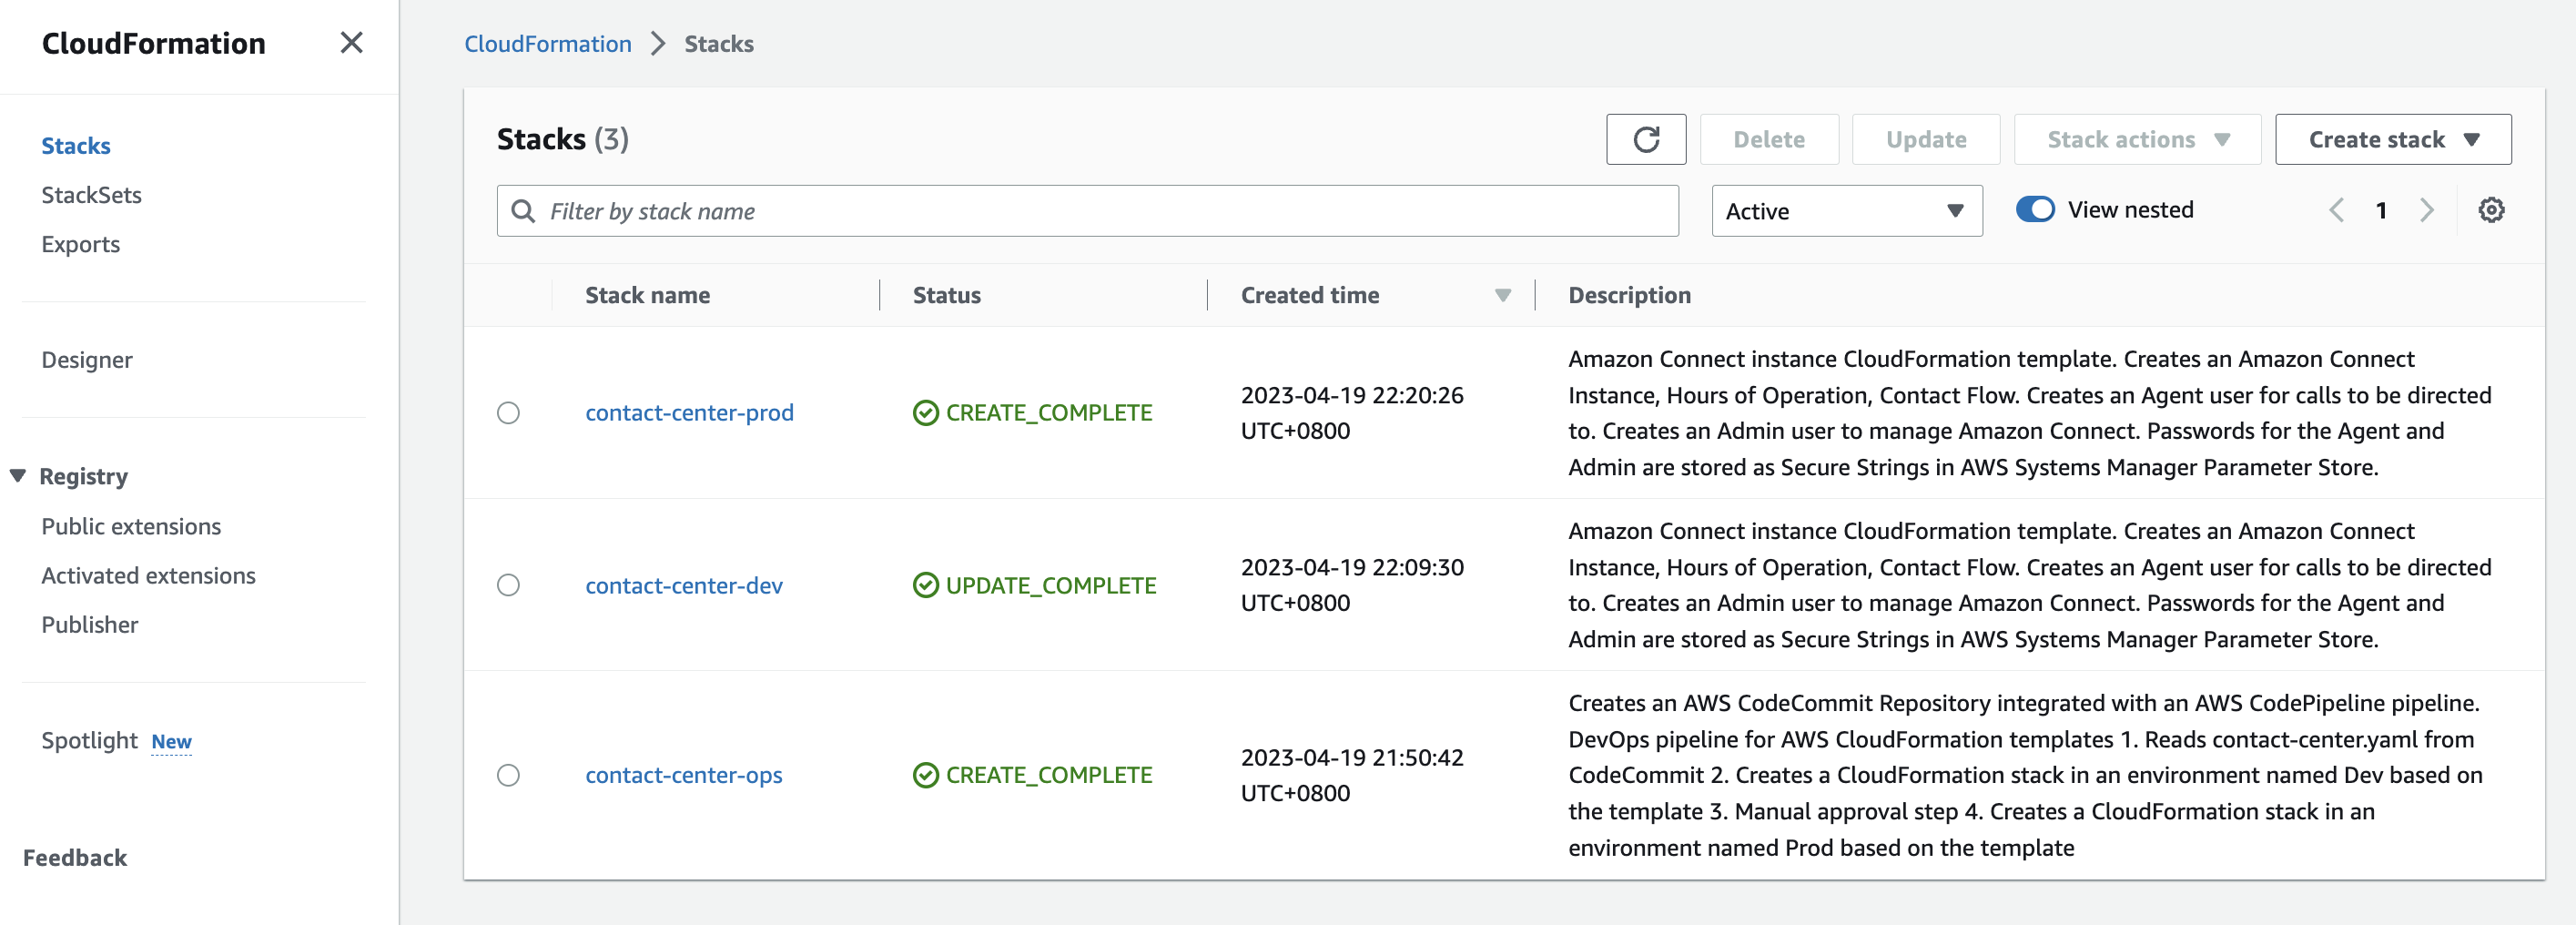 CloudFormation
Stacks
StackSets
Exports
Designer
Registry
Public extensions
Activated extensions
Publisher
Spotlight New
Feedback
CloudFormation Stacks
Stacks (3)
Delete
Update
Stack actions
Create stack
Filter by stack name
Active
View nested
1
Stack name
Status
Created time
Description
contact-center-prod
CREATE_COMPLETE
2023-04-19 22:20:26
UTC+0800
Amazon Connect instance CloudFormation template. Creates an Amazon Connect
Instance, Hours of Operation, Contact Flow. Creates an Agent user for calls to be directed
to. Creates an Admin user to manage Amazon Connect. Passwords for the Agent and
Admin are stored as Secure Strings in AWS Systems Manager Parameter Store.
contact-center-dev
UPDATE_COMPLETE
2023-04-19 22:09:30
UTC+0800
Amazon Connect instance CloudFormation template. Creates an Amazon Connect
Instance, Hours of Operation, Contact Flow. Creates an Agent user for calls to be directed
to. Creates an Admin user to manage Amazon Connect. Passwords for the Agent and
Admin are stored as Secure Strings in AWS Systems Manager Parameter Store.
contact-center-ops
CREATE_COMPLETE
2023-04-19 21:50:42
UTC+0800
Creates an AWS CodeCommit Repository integrated with an AWS CodePipeline pipeline.
DevOps pipeline for AWS CloudFormation templates 1. Reads contact-center.yaml from
CodeCommit 2. Creates a CloudFormation stack in an environment named Dev based on
the template 3. Manual approval step 4. Creates a CloudFormation stack in an
environment named Prod based on the template